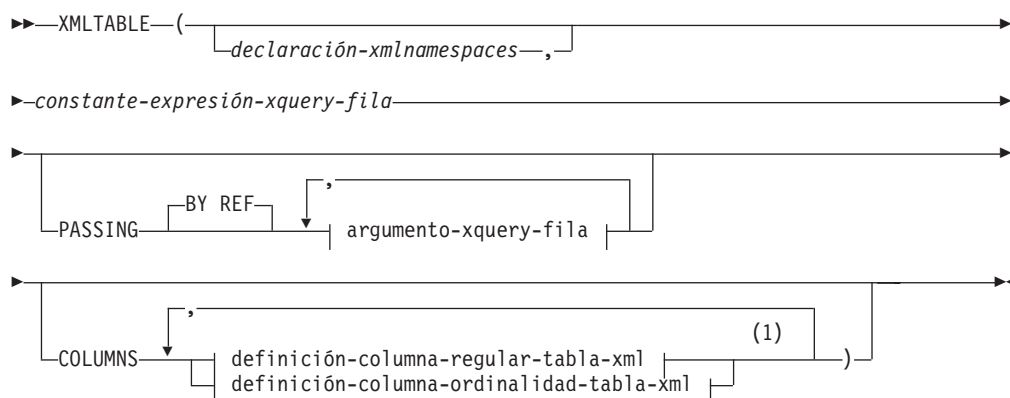 XMLTABLE (
declaración-xmlnamespaces ,
constante-expresión-xquery-fila
,
BY REF
PASSING argumento-xquery-fila
,
(1)
COLUMNS definición-columna-regular-tabla-xml )
definición-columna-ordinalidad-tabla-xml